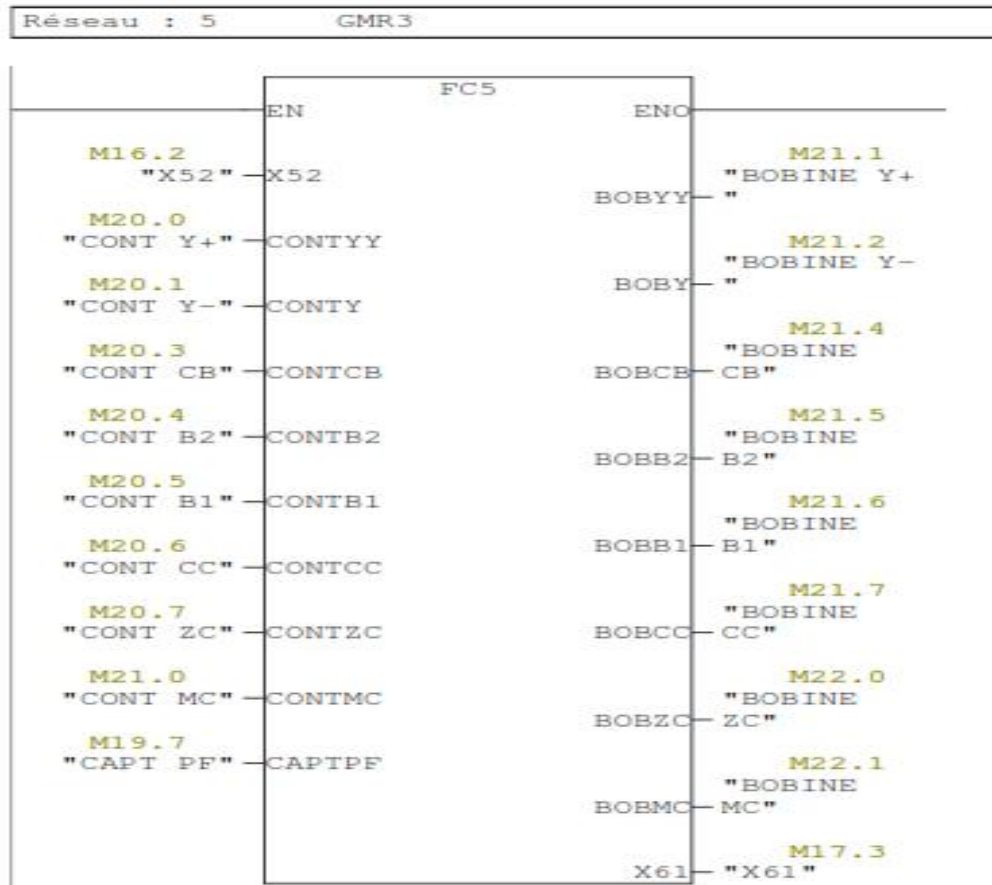 Réseau : 5 GMR3
FC5
EN ENO
M16.2 M21.1
"X52" X52 "BOBINE Y+
BOBYY "
M20.0
"CONT Y+" CONTYY M21.2
"BOBINE Y-
M20.1 BOBY "
"CONT Y-" CONTY
M21.4
M20.3 "BOBINE
"CONT CB" CONTCB BOBCB CB"
M20.4 M21.5
"CONT B2" CONTB2 "BOBINE
BOBB2 B2"
M20.5
"CONT B1" CONTB1 M21.6
"BOBINE
M20.6 BOBB1 B1"
"CONT CC" CONTCC
M21.7
M20.7 "BOBINE
"CONT ZC" CONTZC BOBCC CC"
M21.0 M22.0
"CONT MC" CONTMC "BOBINE
BOBZC ZC"
M19.7
"CAPT PF" CAPTPF M22.1
"BOBINE
BOBMC MC"
M17.3
X61 "X61"